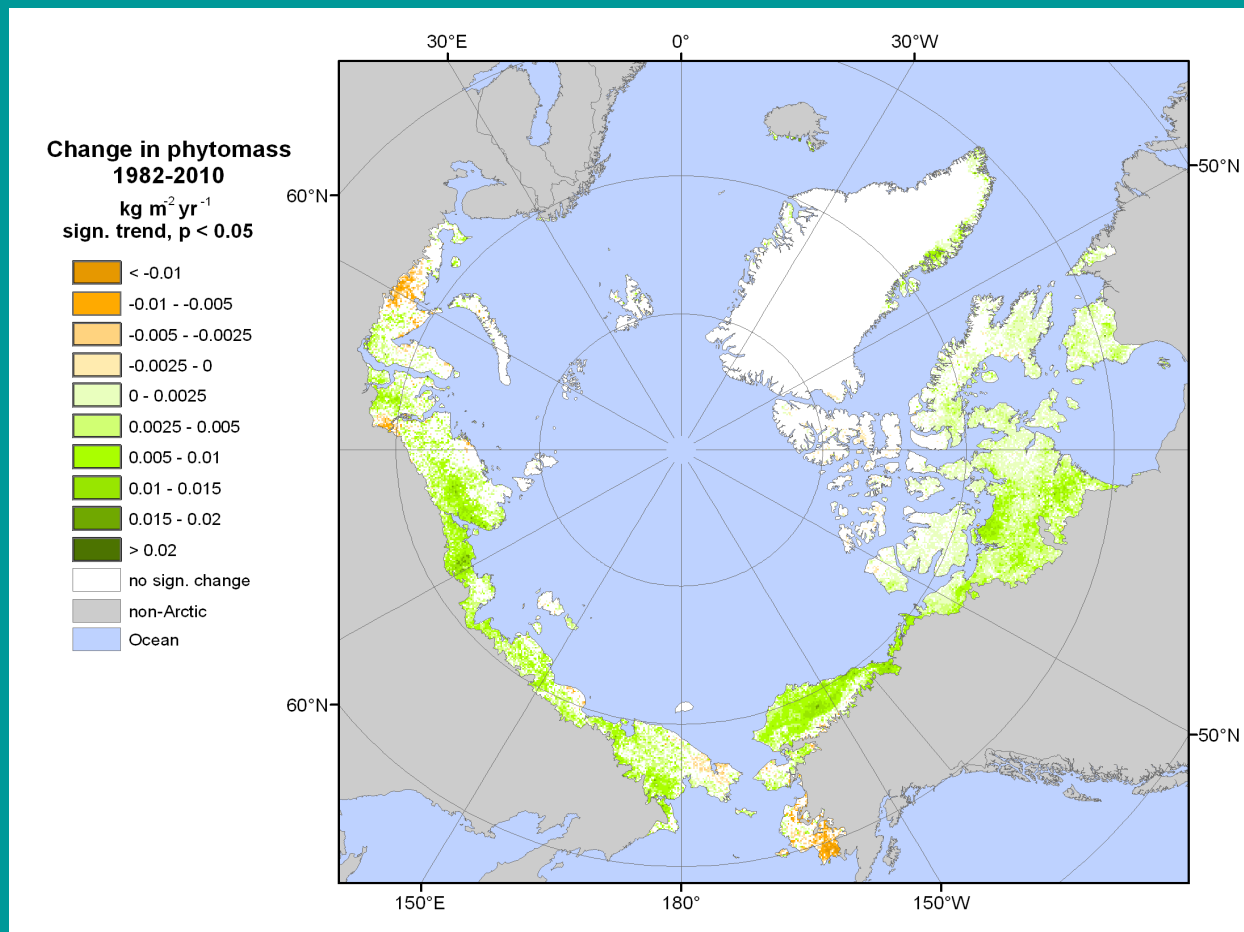 30°E
0°
30°W
Change in phytomass
1982-2010
kg m-2 yr-1
sign. trend, p < 0.05
< -0.01
-0.01 - -0.005
-0.005 - -0.0025
-0.0025 - 0
0 - 0.0025
0.0025 - 0.005
0.005 - 0.01
0.01 - 0.015
0.015 - 0.02
> 0.02
no sign. change
non-Arctic
Ocean
60°N
50°N
60°N
50°N
150°E
180°
150°W